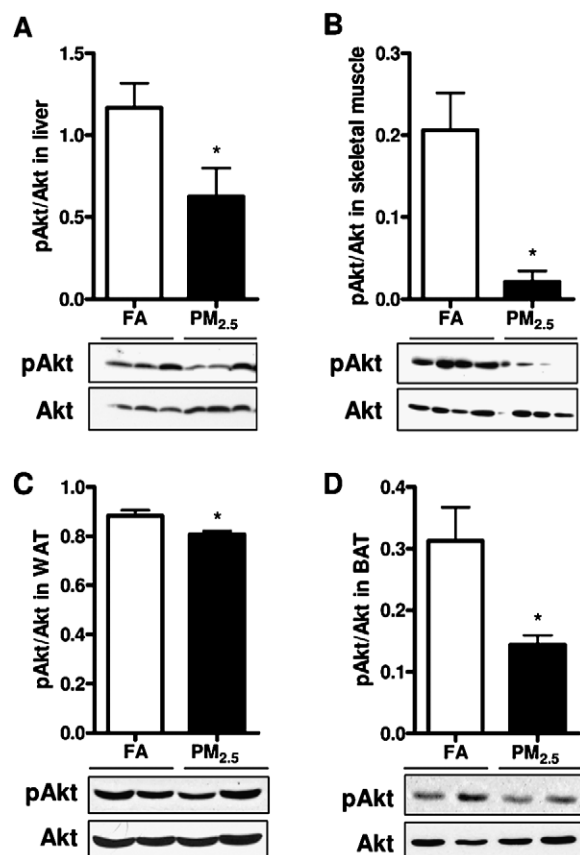 A
pAkt/Akt in liver
1.5
1.0
0.5
0.0
*
FA PM2.5
pAkt
Akt
B
pAkt/Akt in skeletal muscle
0.3
0.2
0.1
0.0
*
FA PM2.5
pAkt
Akt
C
pAkt/Akt in WAT
1.0
0.8
0.6
0.4
0.2
0.0
*
FA PM2.5
pAkt
Akt
D
pAkt/Akt in BAT
0.4
0.3
0.2
0.1
0.0
*
FA PM2.5
pAkt
Akt